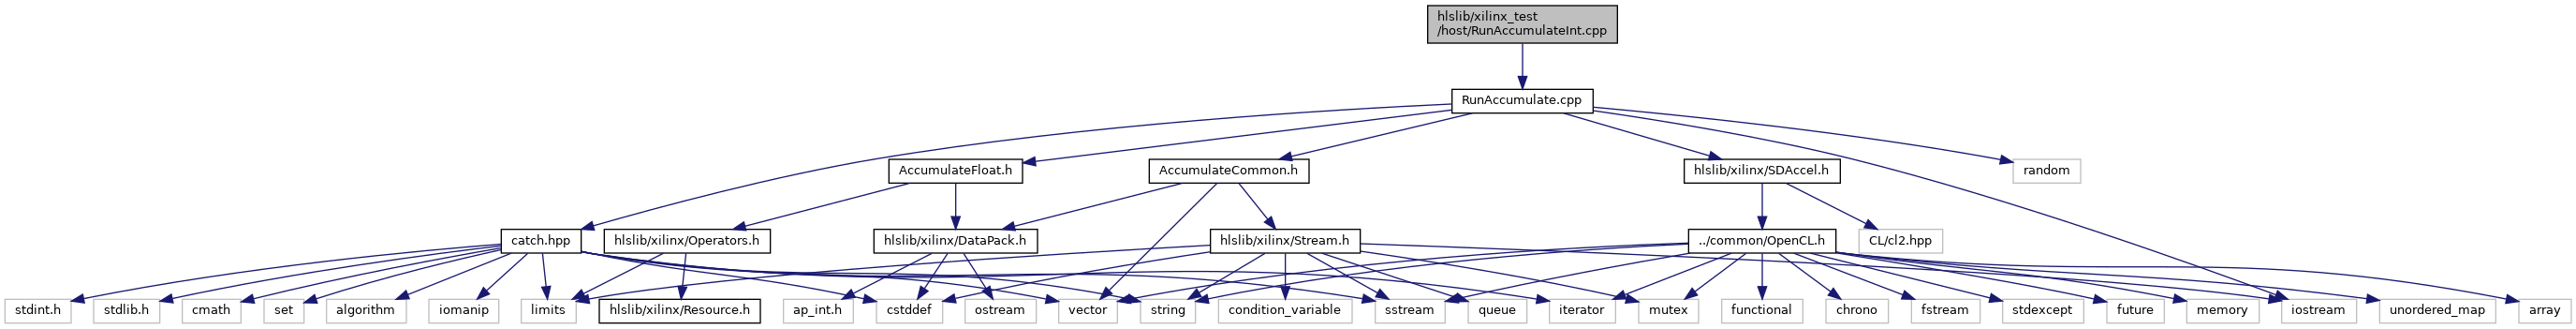 hlslib/xilinx_test
/host/RunAccumulateInt.cpp
RunAccumulate.cpp
AccumulateFloat.h
AccumulateCommon.h
hlslib/xilinx/SDAccel.h
random
catch.hpp
hlslib/xilinx/Operators.h
hlslib/xilinx/DataPack.h
hlslib/xilinx/Stream.h
../common/OpenCL.h
CL/cl2.hpp
stdint.h
stdlib.h
cmath
set
algorithm
iomanip
limits
hlslib/xilinx/Resource.h
ap_int.h
cstddef
ostream
vector
string
condition_variable
sstream
queue
iterator
mutex
functional
chrono
fstream
stdexcept
future
memory
iostream
unordered_map
array